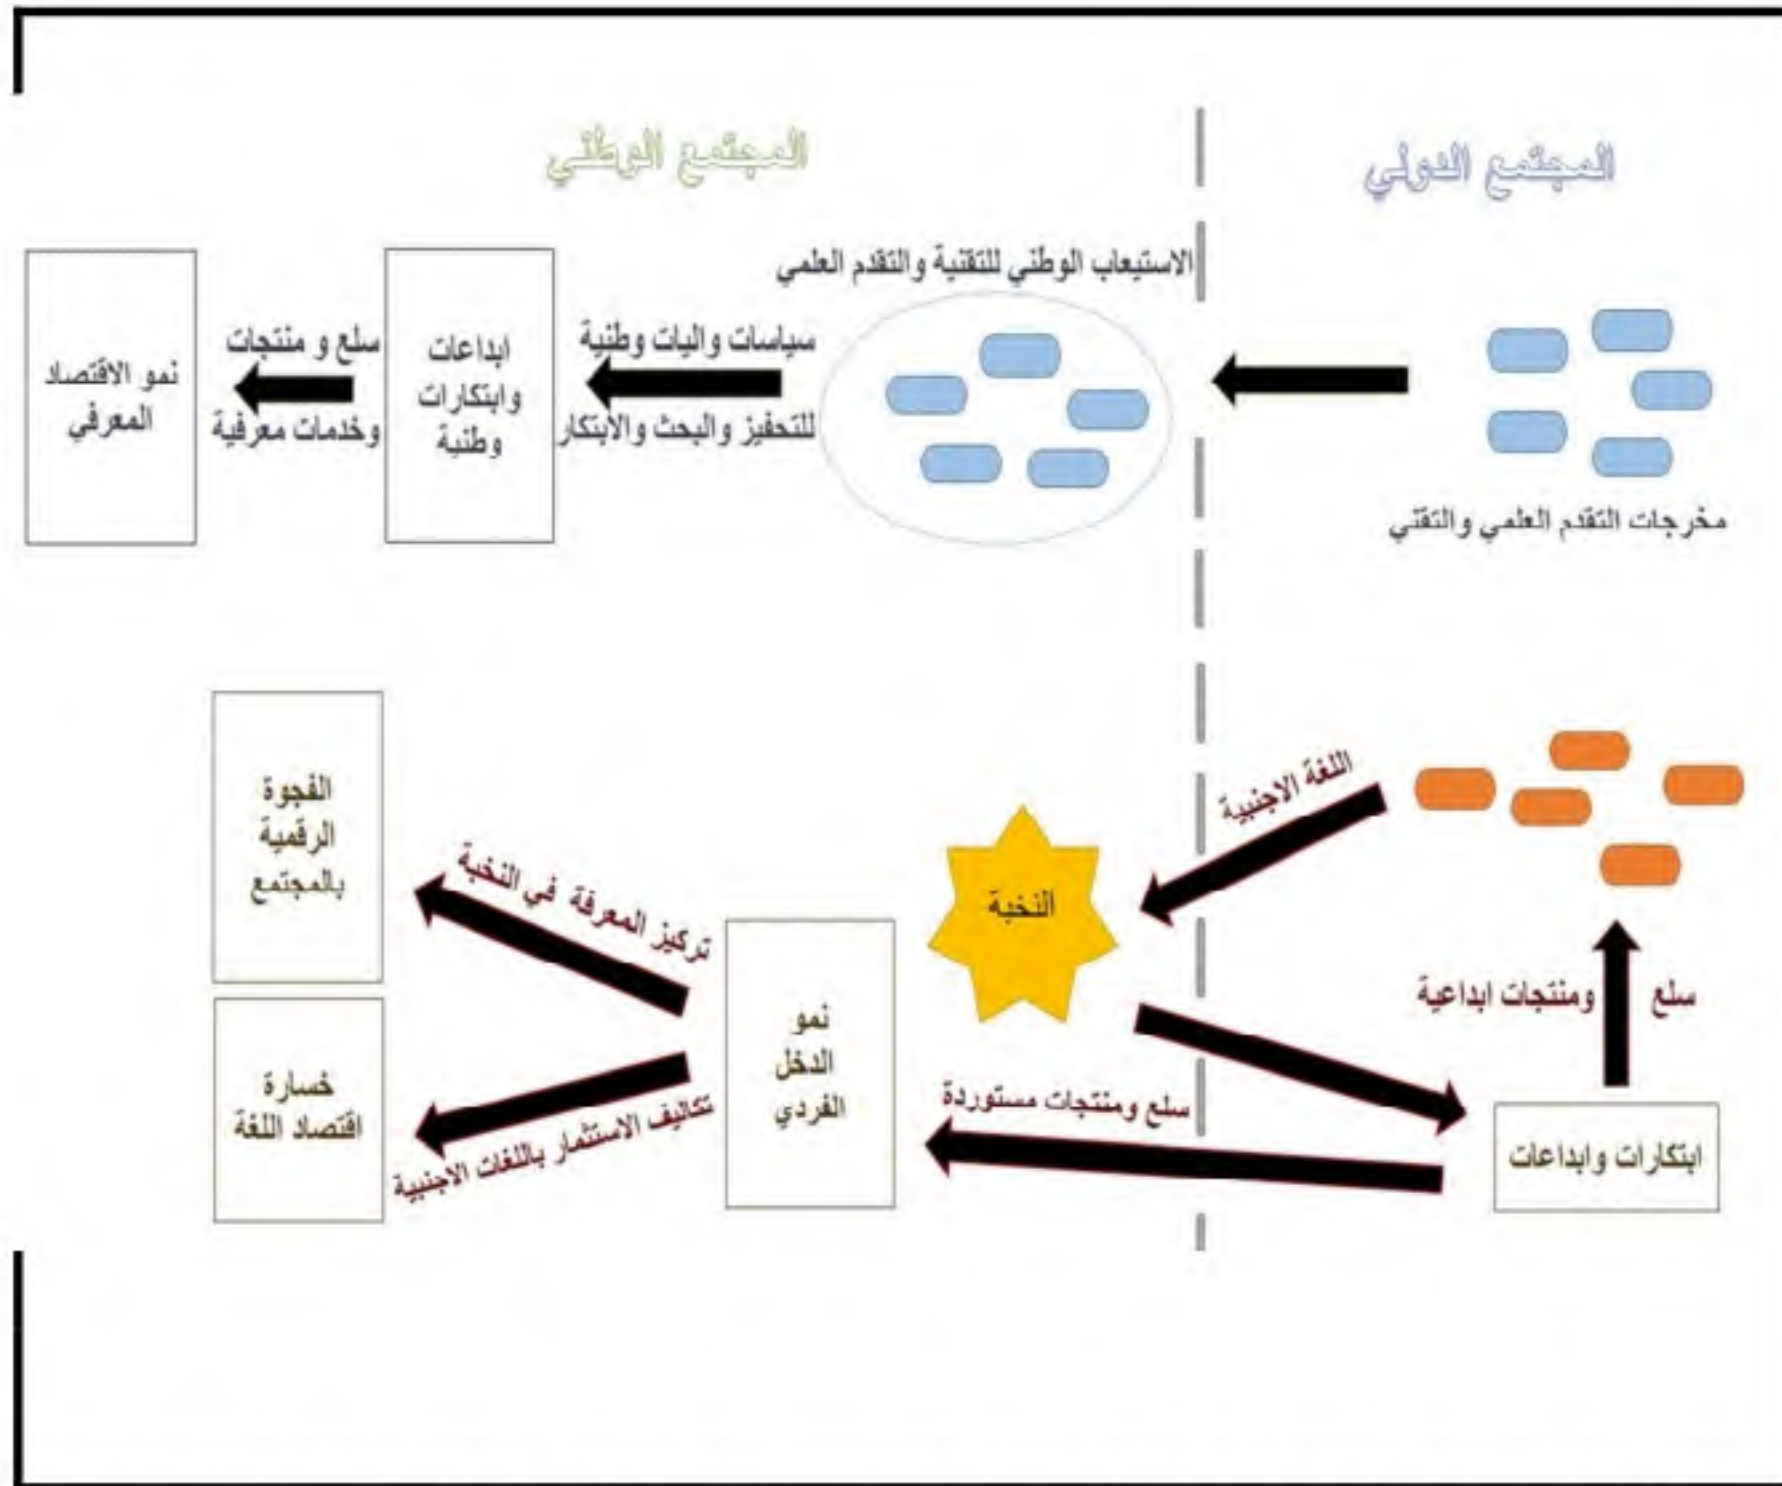 المجتمع الدولي
المجتمع الوطني
الاستيعاب الوطني للتقنية والتقدم العلمي
مخرجات التقدم العلمي والتقني
سياسات واليات وطنية
للتحفيز والبحث والابتكار
ابداعات
وابتكارات
وطنية
سلع و منتجات
وخدمات معرفية
نمو الاقتصاد
المعرفي
اللغة الاجنبية
النخبة
سلع ومنتجات ابداعية
ابتكارات وابداعات
سلع ومنتجات مستوردة
نمو
الدخل
الفردي
تركيز المعرفة في النخبة
الفجوة
الرقمية
بالمجتمع
تكاليف الاستثمار باللغات الاجنبية
خسارة
اقتصاد اللغة